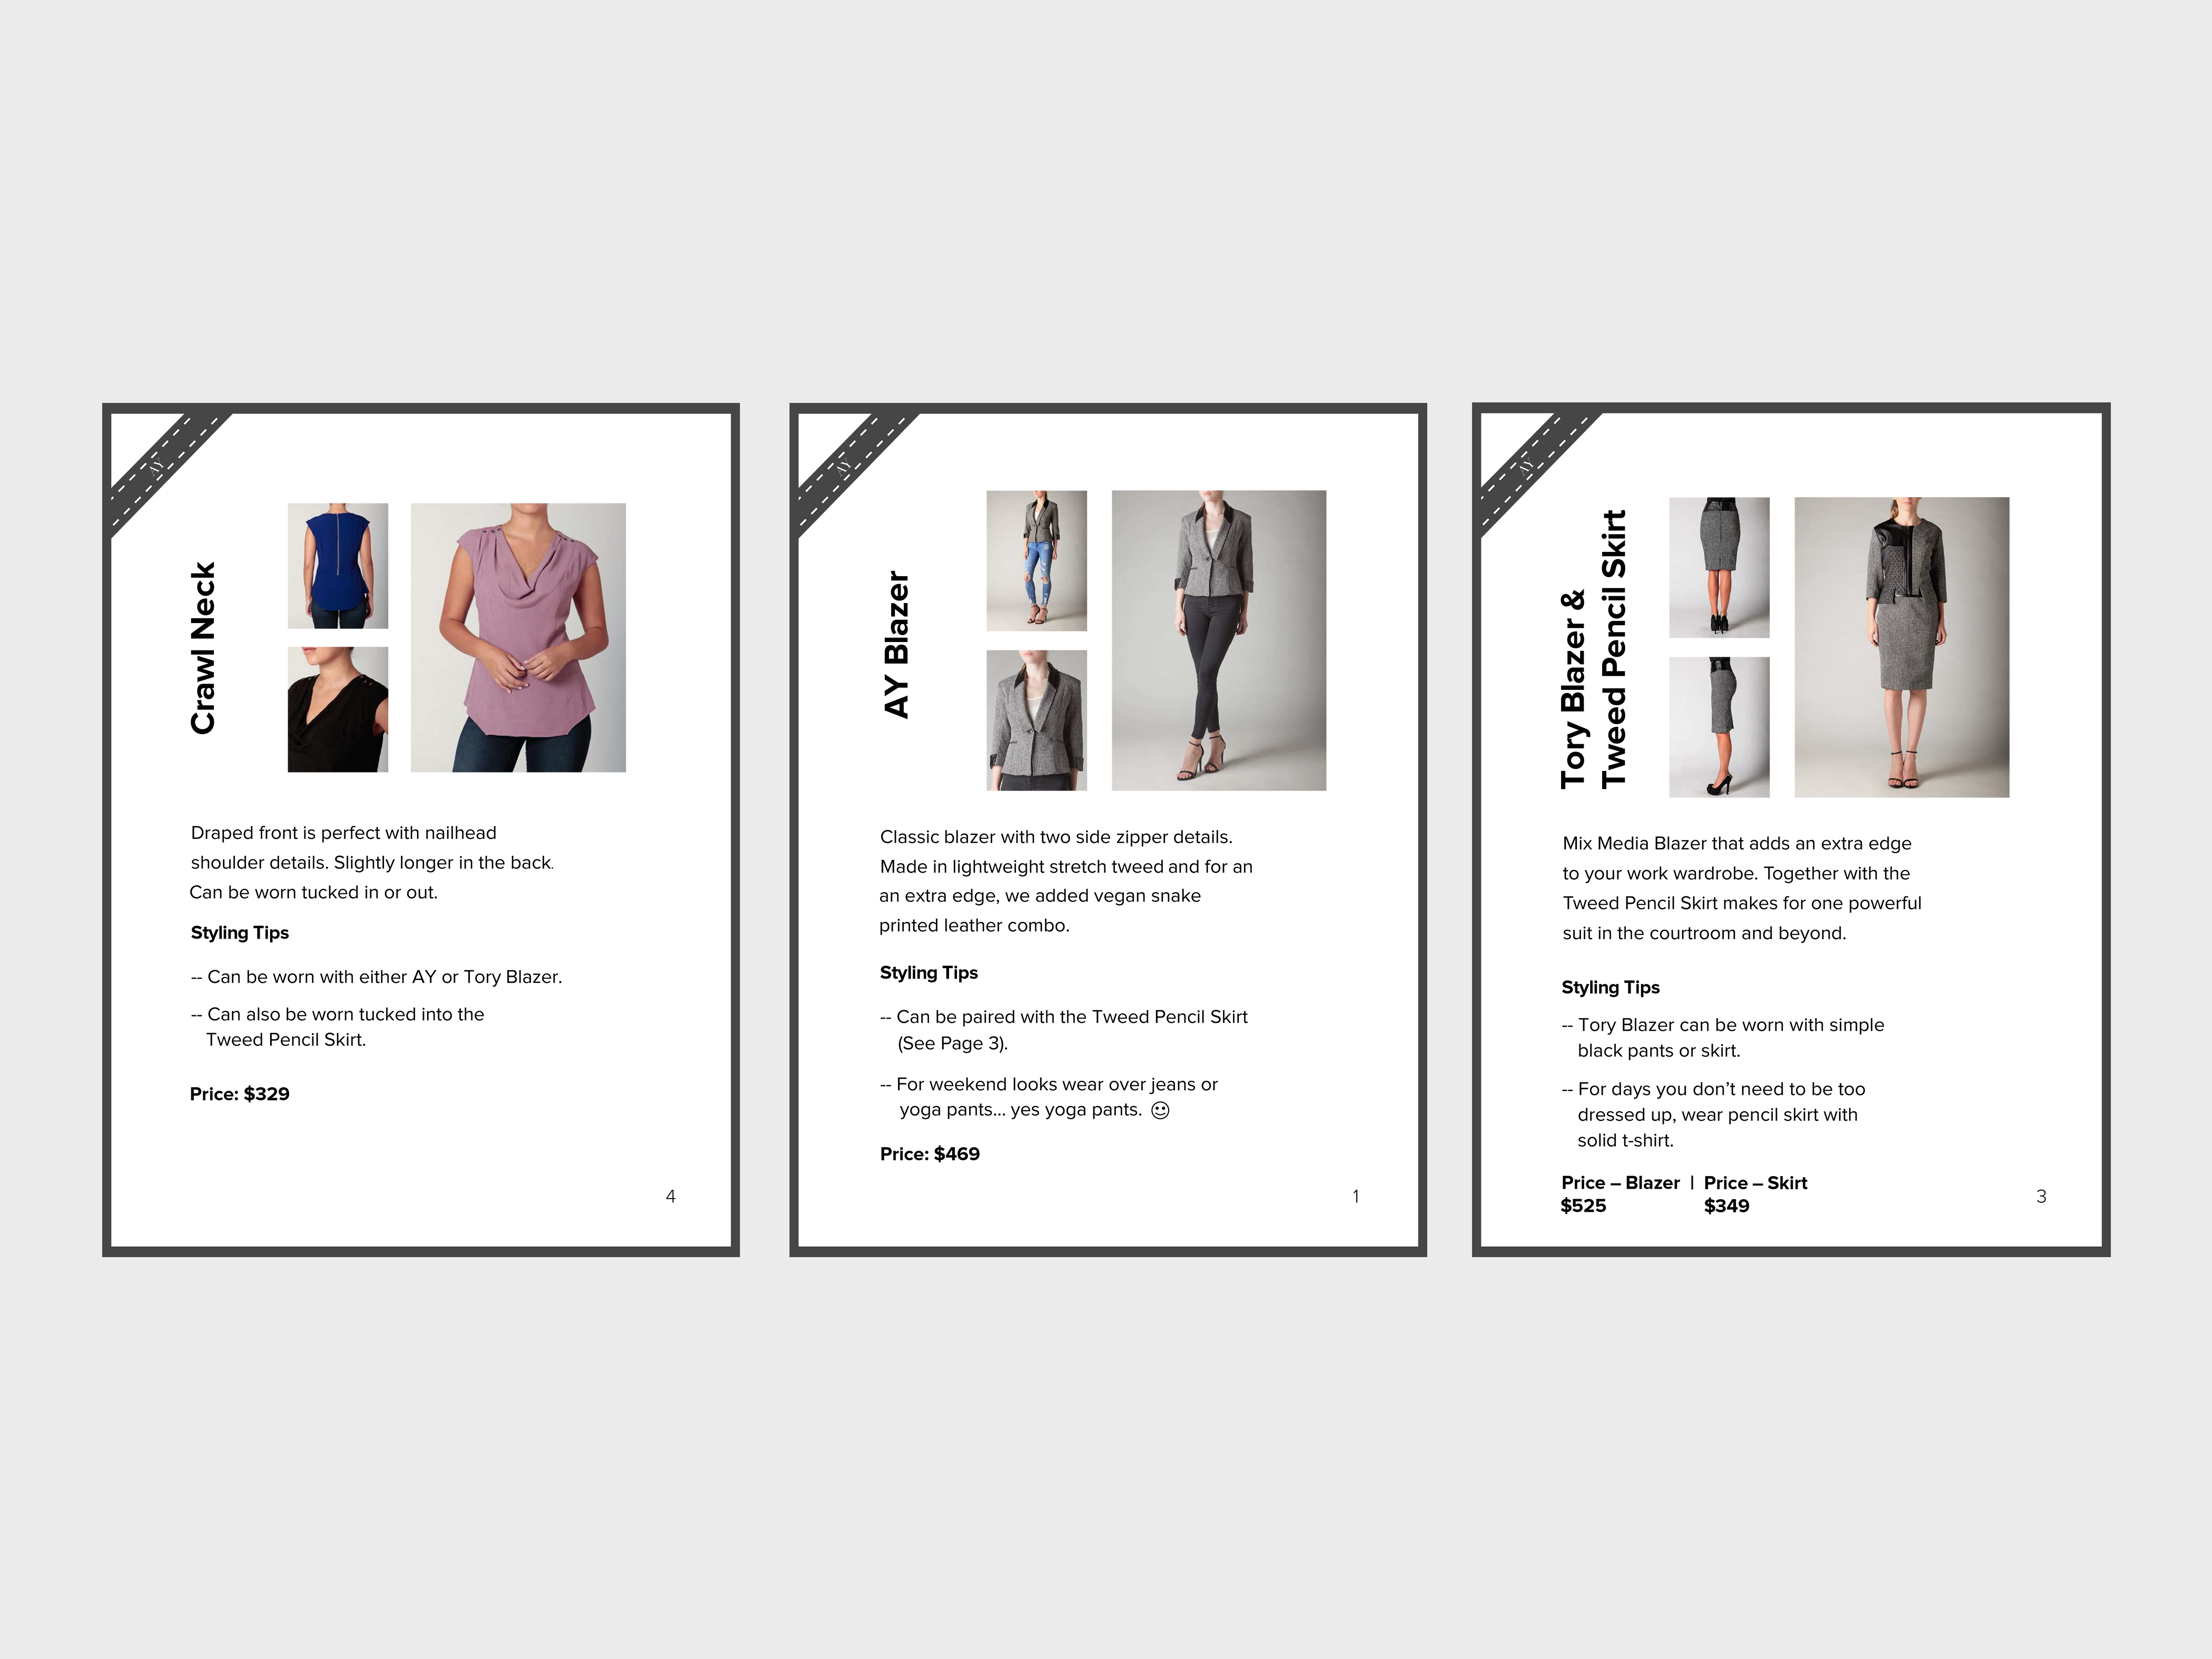 AY
Crawl Neck
Draped front is perfect with nailhead
shoulder details. Slightly longer in the back.
Can be worn tucked in or out.
Styling Tips
-- Can be worn with either AY or Tory Blazer.
-- Can also be worn tucked into the
Tweed Pencil Skirt.
Price: $329
4
AY
AY Blazer
Classic blazer with two side zipper details.
Made in lightweight stretch tweed and for an
an extra edge, we added vegan snake
printed leather combo.
Styling Tips
-- Can be paired with the Tweed Pencil Skirt
(See Page 3).
-- For weekend looks wear over jeans or
yoga pants... yes yoga pants. ☺
Price: $469
1
AY
Tory Blazer &
Tweed Pencil Skirt
Mix Media Blazer that adds an extra edge
to your work wardrobe. Together with the
Tweed Pencil Skirt makes for one powerful
suit in the courtroom and beyond.
Styling Tips
-- Tory Blazer can be worn with simple
black pants or skirt.
-- For days you don’t need to be too
dressed up, wear pencil skirt with
solid t-shirt.
Price – Blazer | Price – Skirt
$525 $349
3